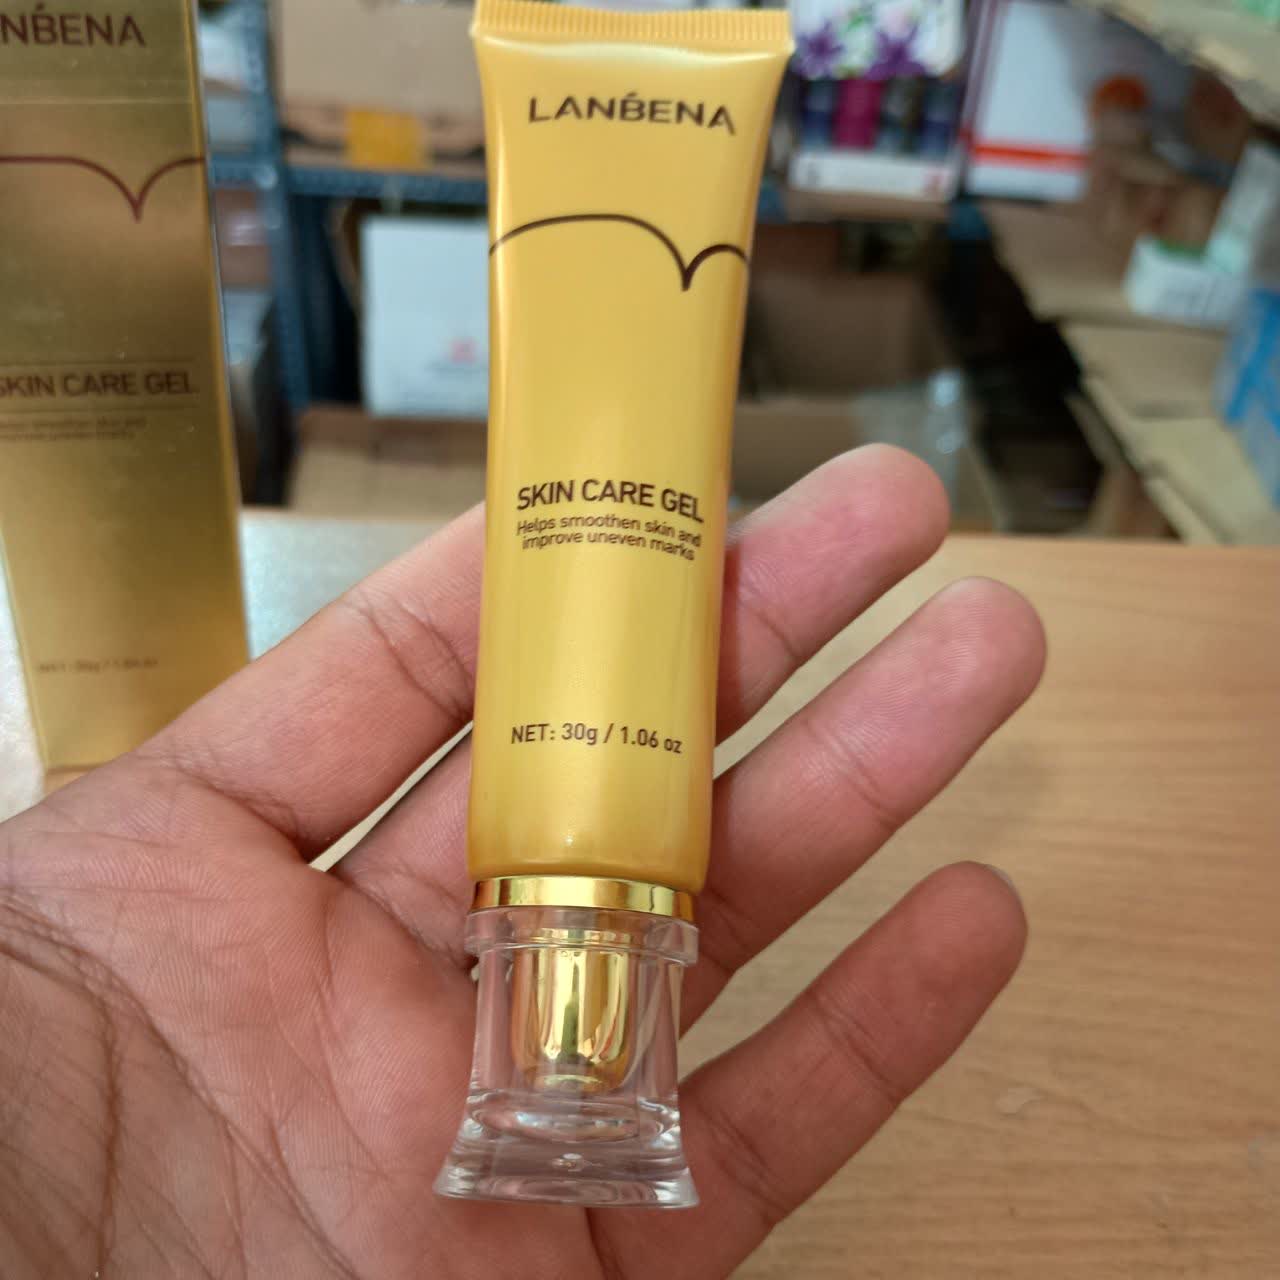 LANBENA
SKIN CARE GEL
Helps smoothen skin and
improve uneven marks
NET: 30g / 1.06 oz
NBENA
SKIN CARE GEL